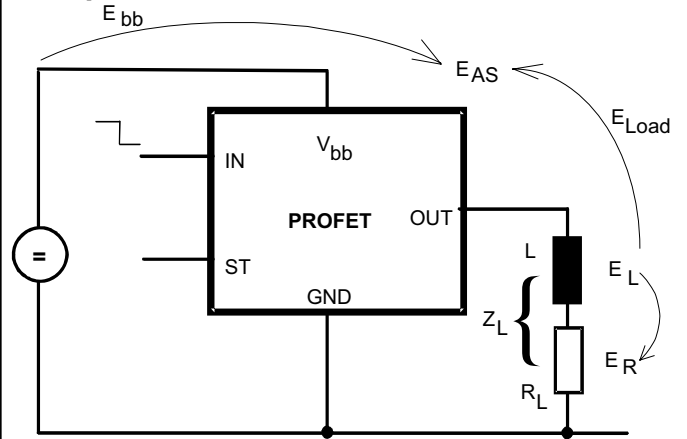 E bb
E AS
E Load
V bb
IN
PROFET
OUT
ST
L
E L
GND
Z L
E R
R L
=